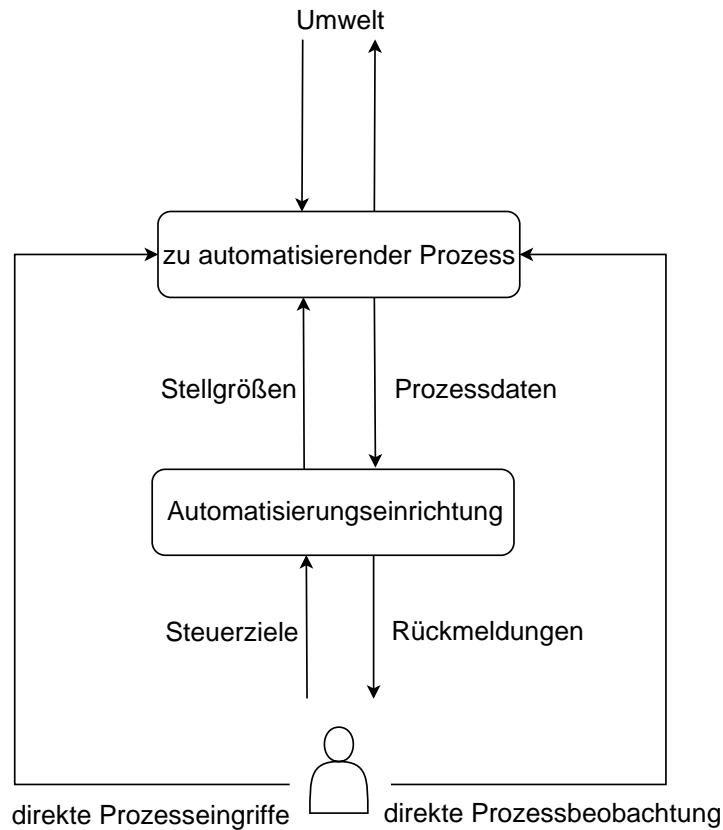 Umwelt
zu automatisierender Prozess
Stellgrößen
Prozessdaten
Automatisierungseinrichtung
Steuerziele
Rückmeldungen
direkte Prozesseingriffe
direkte Prozessbeobachtung